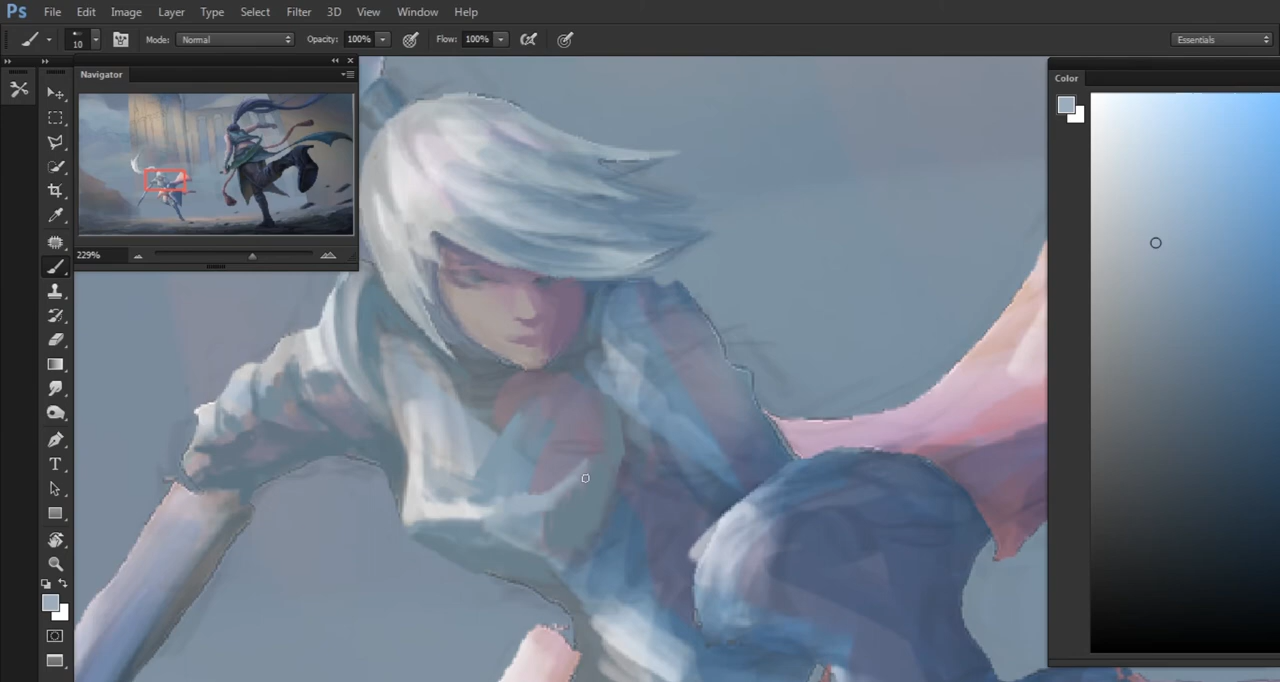 Ps File Edit Image Layer Type Select Filter 3D View Window Help
10 Mode: Normal Opacity: 100% Flow: 100% Essentials
Navigator
Color
229%
T